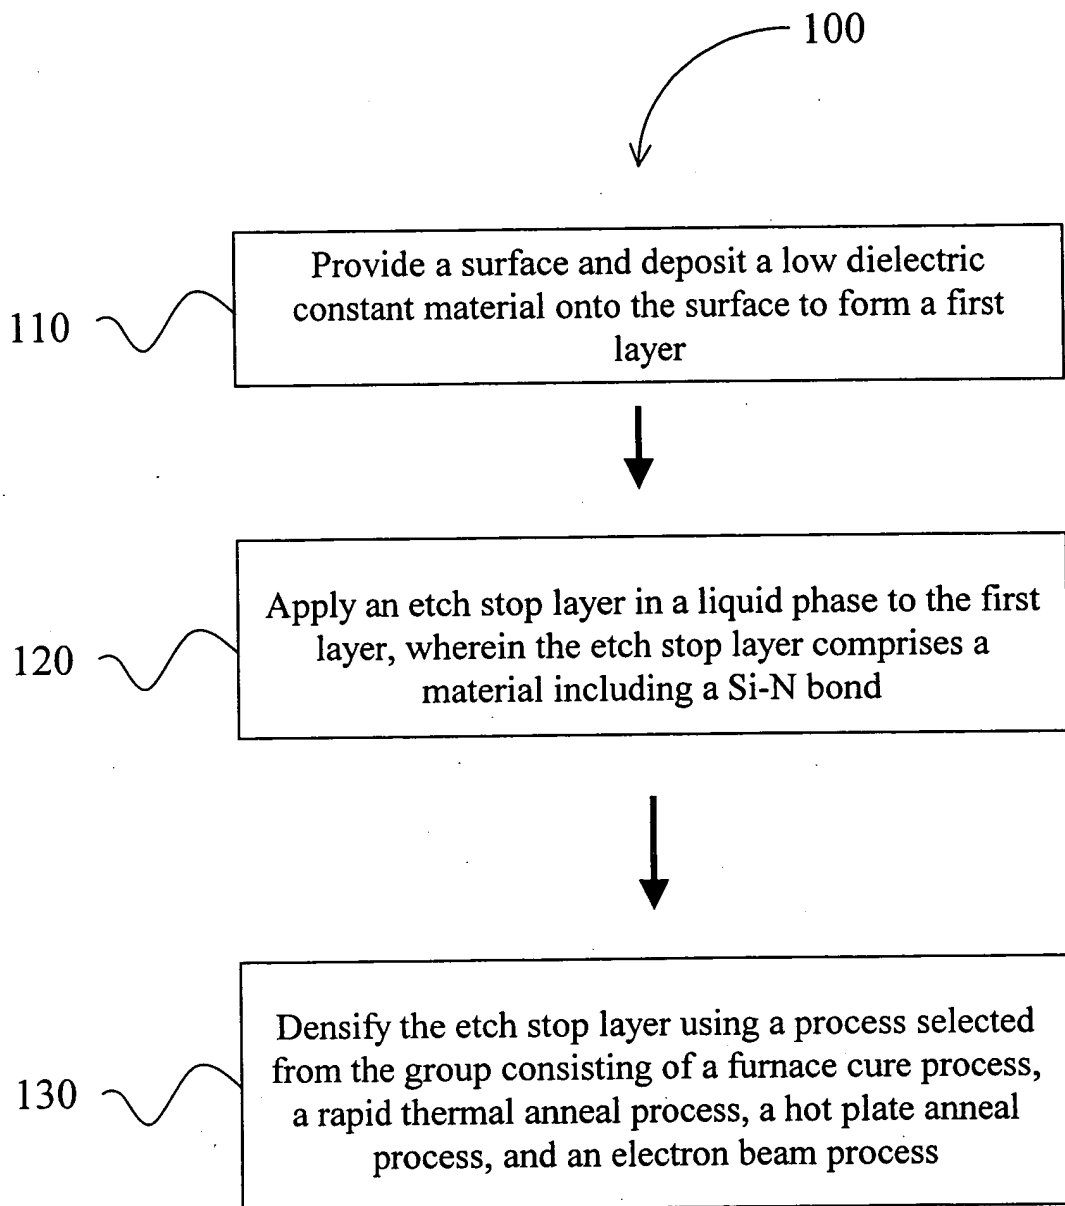 100
110
Provide a surface and deposit a low dielectric
constant material onto the surface to form a first
layer
120
Apply an etch stop layer in a liquid phase to the first
layer, wherein the etch stop layer comprises a
material including a Si-N bond
130
Densify the etch stop layer using a process selected
from the group consisting of a furnace cure process,
a rapid thermal anneal process, a hot plate anneal
process, and an electron beam process